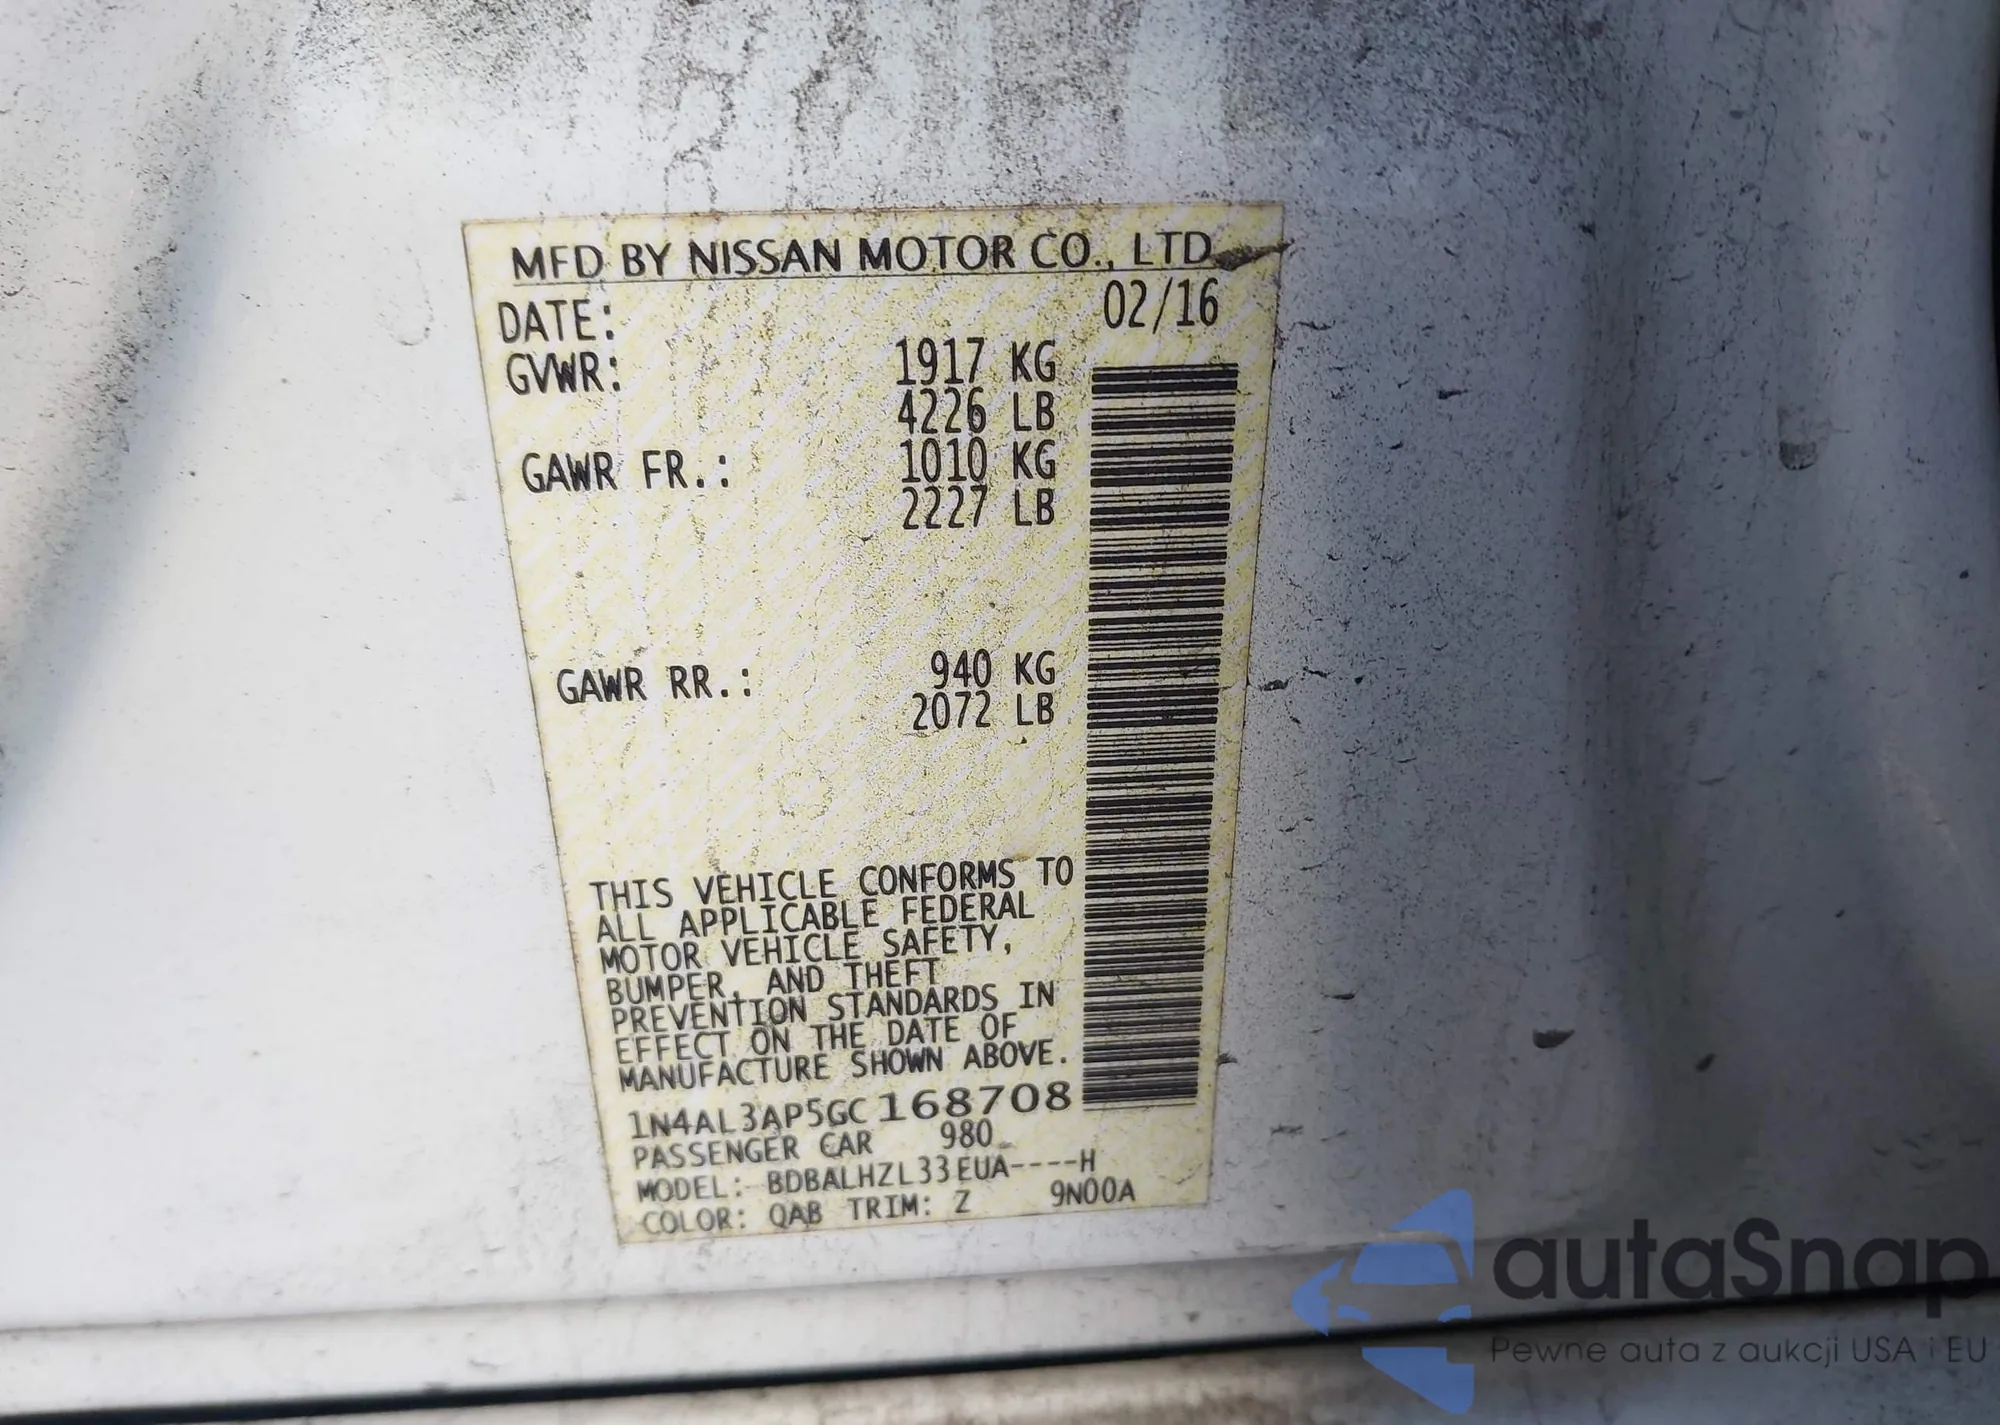 MFD BY NISSAN MOTOR CO., LTD.
DATE: 02/16
GVWR: 1917 KG
4226 LB
GAWR FR.: 1010 KG
2227 LB
GAWR RR.: 940 KG
2072 LB
THIS VEHICLE CONFORMS TO
ALL APPLICABLE FEDERAL
MOTOR VEHICLE SAFETY,
BUMPER, AND THEFT
PREVENTION STANDARDS IN
EFFECT ON THE DATE OF
MANUFACTURE SHOWN ABOVE.
1N4AL3AP5GC168708
PASSENGER CAR 980
MODEL: BDBALHZL33EUA----H
COLOR: QAB TRIM: Z 9N00A
autaSnap
Pewne auta z aukcji USA i EU